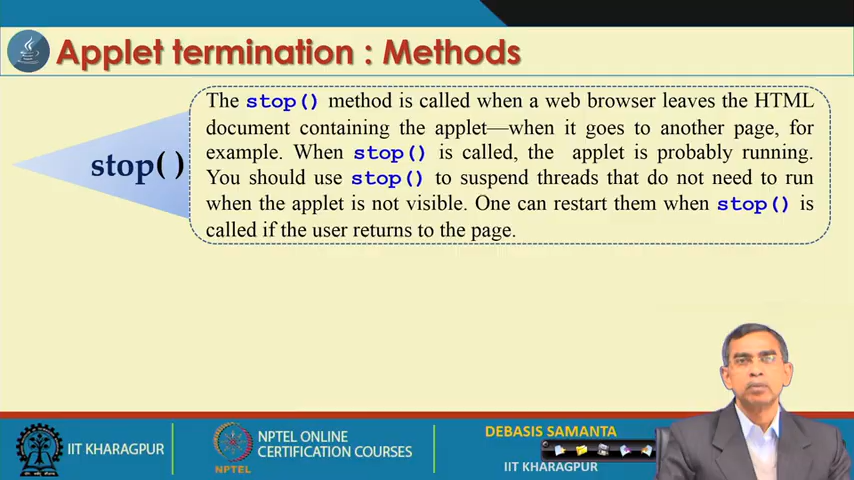 Applet termination : Methods
The stop() method is called when a web browser leaves the HTML
document containing the applet—when it goes to another page, for
example. When stop() is called, the applet is probably running.
You should use stop() to suspend threads that do not need to run
when the applet is not visible. One can restart them when stop() is
called if the user returns to the page.
stop( )
IIT KHARAGPUR
NPTEL
NPTEL ONLINE
CERTIFICATION COURSES
DEBASIS SAMANTA
IIT KHARAGPUR